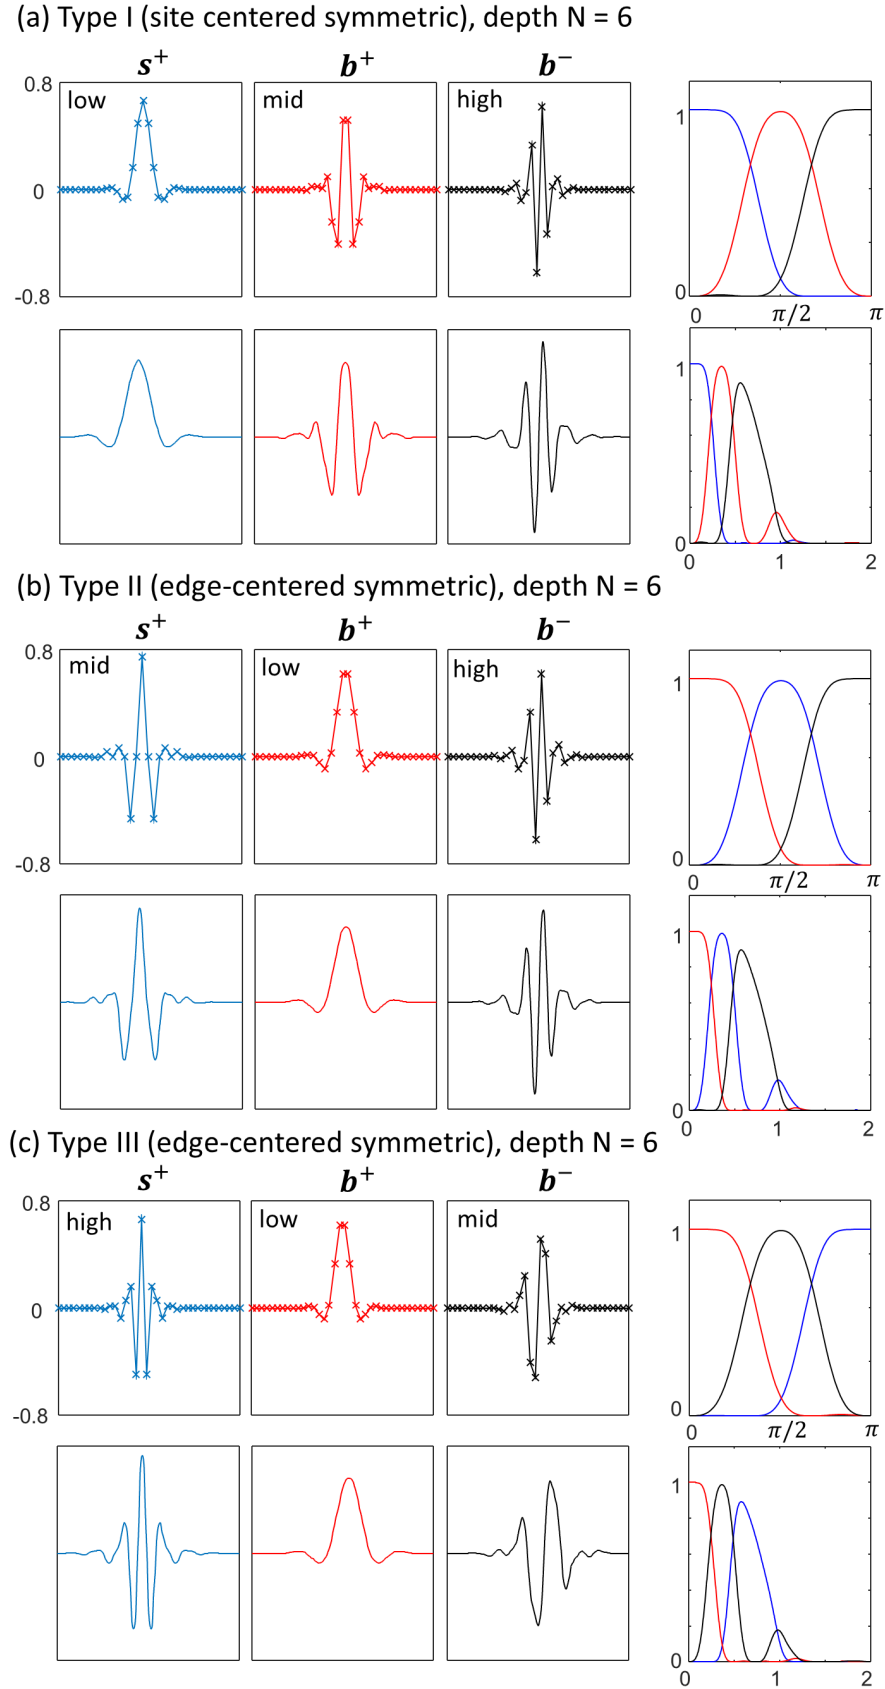 (a) Type I (site centered symmetric), depth N = 6
s⁺ b⁺ b⁻
0.8 low mid high 1
0
-0.8 0
0 π/2 π
1
0
0 1 2
(b) Type II (edge-centered symmetric), depth N = 6
s⁺ b⁺ b⁻
0.8 mid low high 1
0
-0.8 0
0 π/2 π
1
0
0 1 2
(c) Type III (edge-centered symmetric), depth N = 6
s⁺ b⁺ b⁻
0.8 high low mid 1
0
-0.8 0
0 π/2 π
1
0
0 1 2